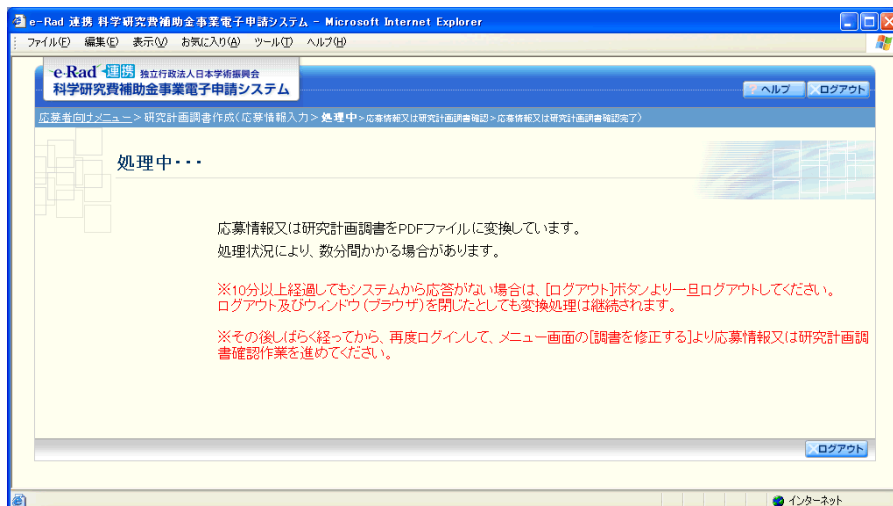 e-Rad 連携 科学研究費補助金事業電子申請システム - Microsoft Internet Explorer
ファイル(F) 編集(E) 表示(V) お気に入り(A) ツール(T) ヘルプ(H)
e-Rad 連携 独立行政法人日本学術振興会
科学研究費補助金事業電子申請システム
? ヘルプ ログアウト
応募者向けメニュー > 研究計画調書作成(応募情報入力 > 処理中 > 応募情報又は研究計画調書確認 > 応募情報又は研究計画調書確認完了)
処理中・・・
応募情報又は研究計画調書をPDFファイルに変換しています。
処理状況により、数分間かかる場合があります。
※10分以上経過してもシステムから応答がない場合は、[ログアウト]ボタンより一旦ログアウトしてください。
ログアウト及びウィンドウ(ブラウザ)を閉じたとしても変換処理は継続されます。
※その後しばらく経ってから、再度ログインして、メニュー画面の[調書を修正する]より応募情報又は研究計画調
書確認作業を進めてください。
ログアウト
インターネット